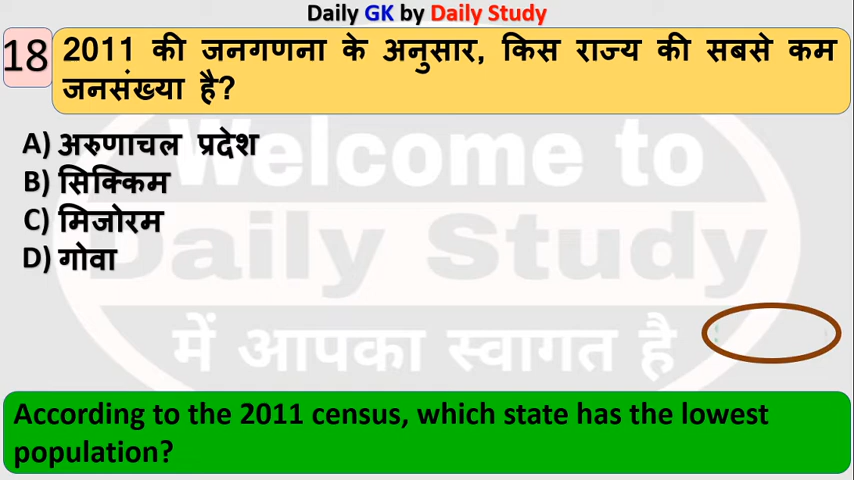 Daily GK by Daily Study
18
2011 की जनगणना के अनुसार, किस राज्य की सबसे कम
जनसंख्या है?
A) अरुणाचल प्रदेश
B) सिक्किम
C) मिजोरम
D) गोवा
Welcome to
Daily Study
में आपका स्वागत है
According to the 2011 census, which state has the lowest
population?